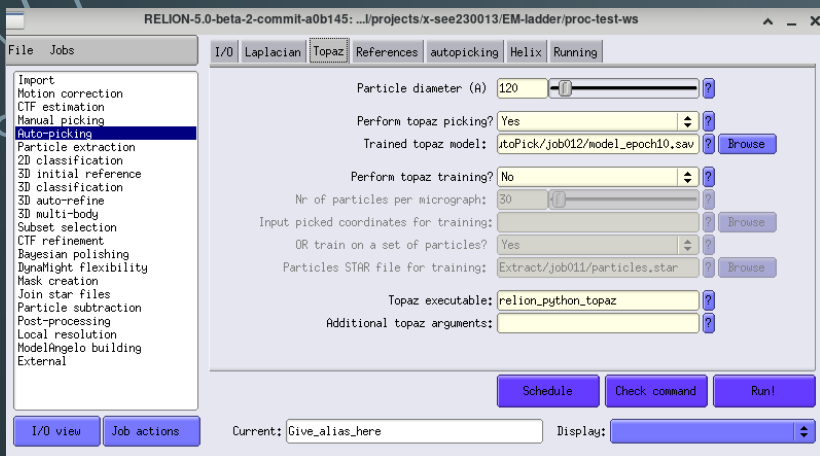 RELION-5.0-beta-2-commit-a0b145: ...l/projects/x-see230013/EM-ladder/proc-test-ws
File Jobs
I/O Laplacian Topaz References autopicking Helix Running
Import
Motion correction
CTF estimation
Manual picking
Auto-picking
Particle extraction
2D classification
3D initial reference
3D classification
3D auto-refine
3D multi-body
Subset selection
CTF refinement
Bayesian polishing
DynaMight flexibility
Mask creation
Join star files
Particle subtraction
Post-processing
Local resolution
ModelAngelo building
External
Particle diameter (A) 120 ?
Perform topaz picking? Yes ?
Trained topaz model: utoPick/job012/model_epoch10.sav ? Browse
Perform topaz training? No ?
Nr of particles per micrograph: 30 ?
Input picked coordinates for training: ? Browse
OR train on a set of particles? Yes ?
Particles STAR file for training: Extract/job011/particles.star ? Browse
Topaz executable: relion_python_topaz ?
Additional topaz arguments: ?
Schedule Check command Run!
I/O view Job actions Current: Give_alias_here Display: